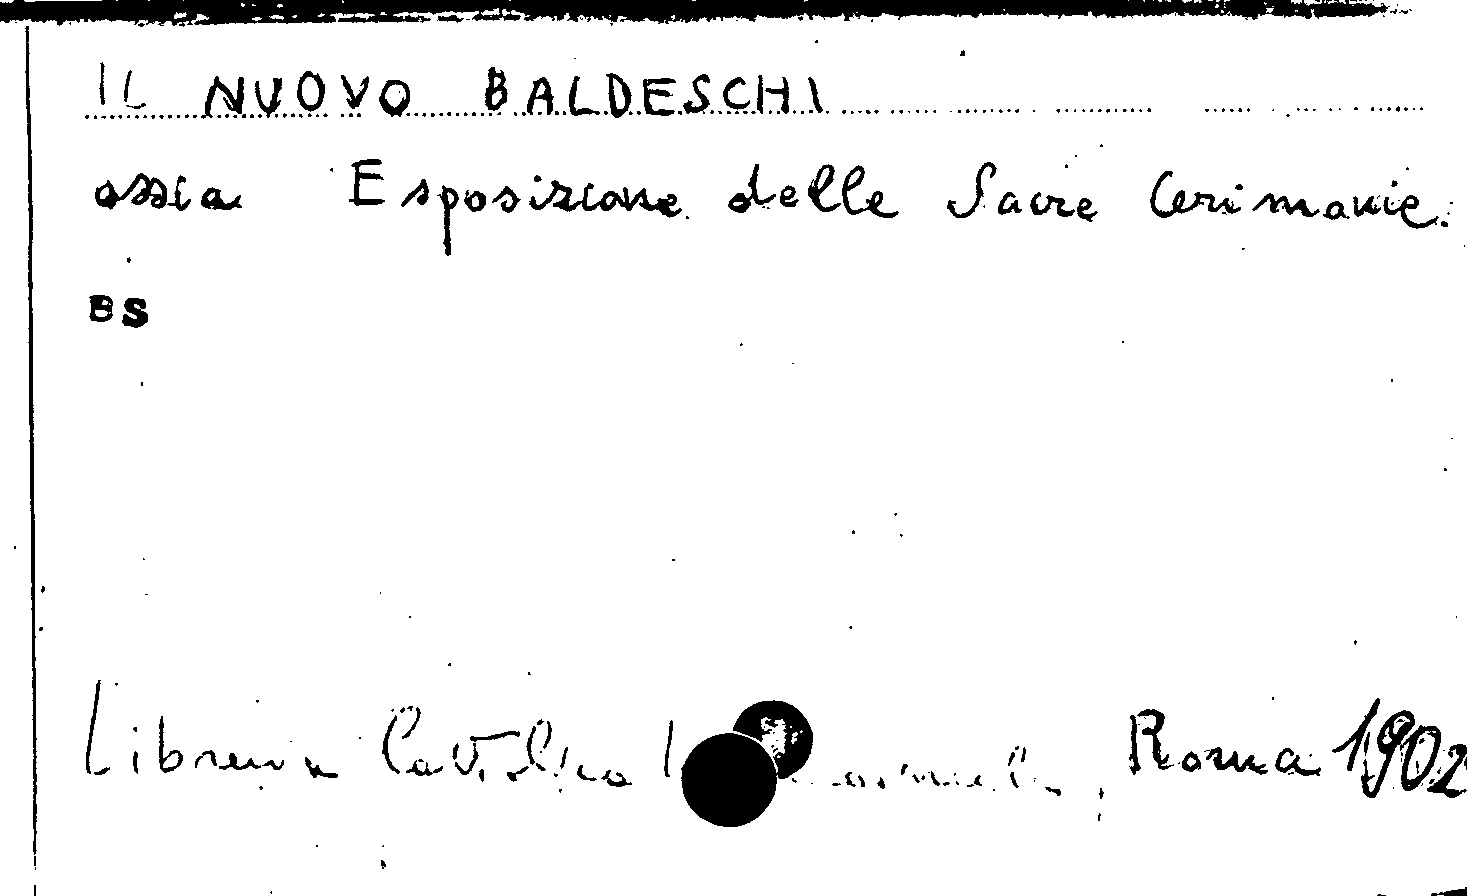 IL NUOVO BALDESCHI
ossia Esposizione delle Sacre Cerimonie.
BS
Libreria Cattolica Roma 1902